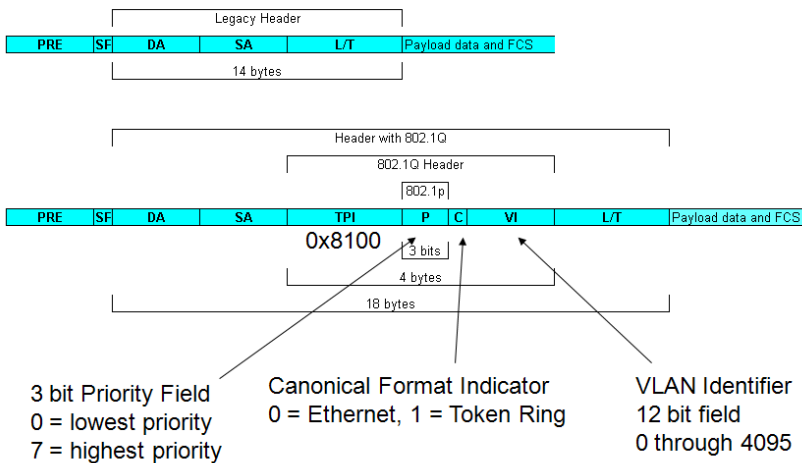 Legacy Header
PRE SF DA SA L/T Payload data and FCS
14 bytes
Header with 802.1Q
802.1Q Header
802.1p
PRE SF DA SA TPI P C VI L/T Payload data and FCS
0x8100
3 bits
4 bytes
18 bytes
3 bit Priority Field
0 = lowest priority
7 = highest priority
Canonical Format Indicator
0 = Ethernet, 1 = Token Ring
VLAN Identifier
12 bit field
0 through 4095